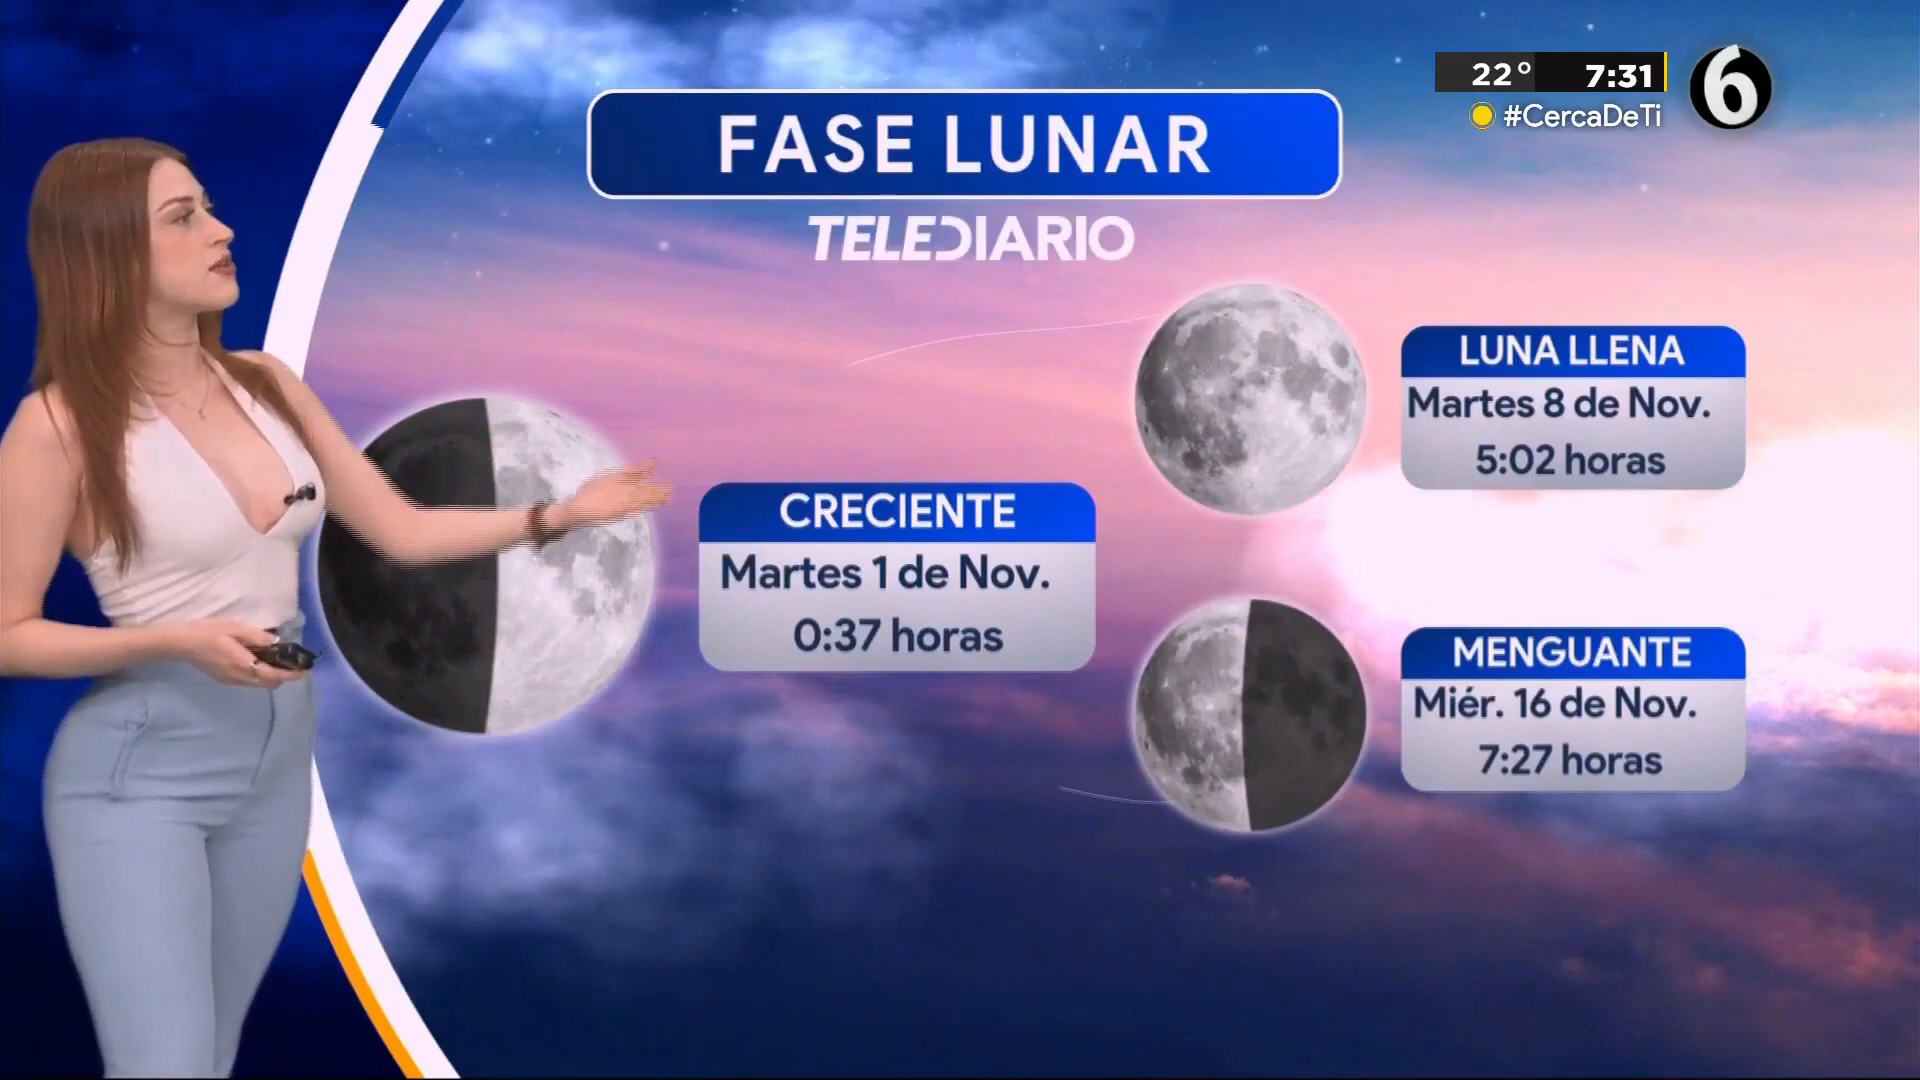 22° 7:31
6
#CercaDeTi
FASE LUNAR
TELEDIARIO
LUNA LLENA
Martes 8 de Nov.
5:02 horas
CRECIENTE
Martes 1 de Nov.
0:37 horas
MENGUANTE
Miér. 16 de Nov.
7:27 horas